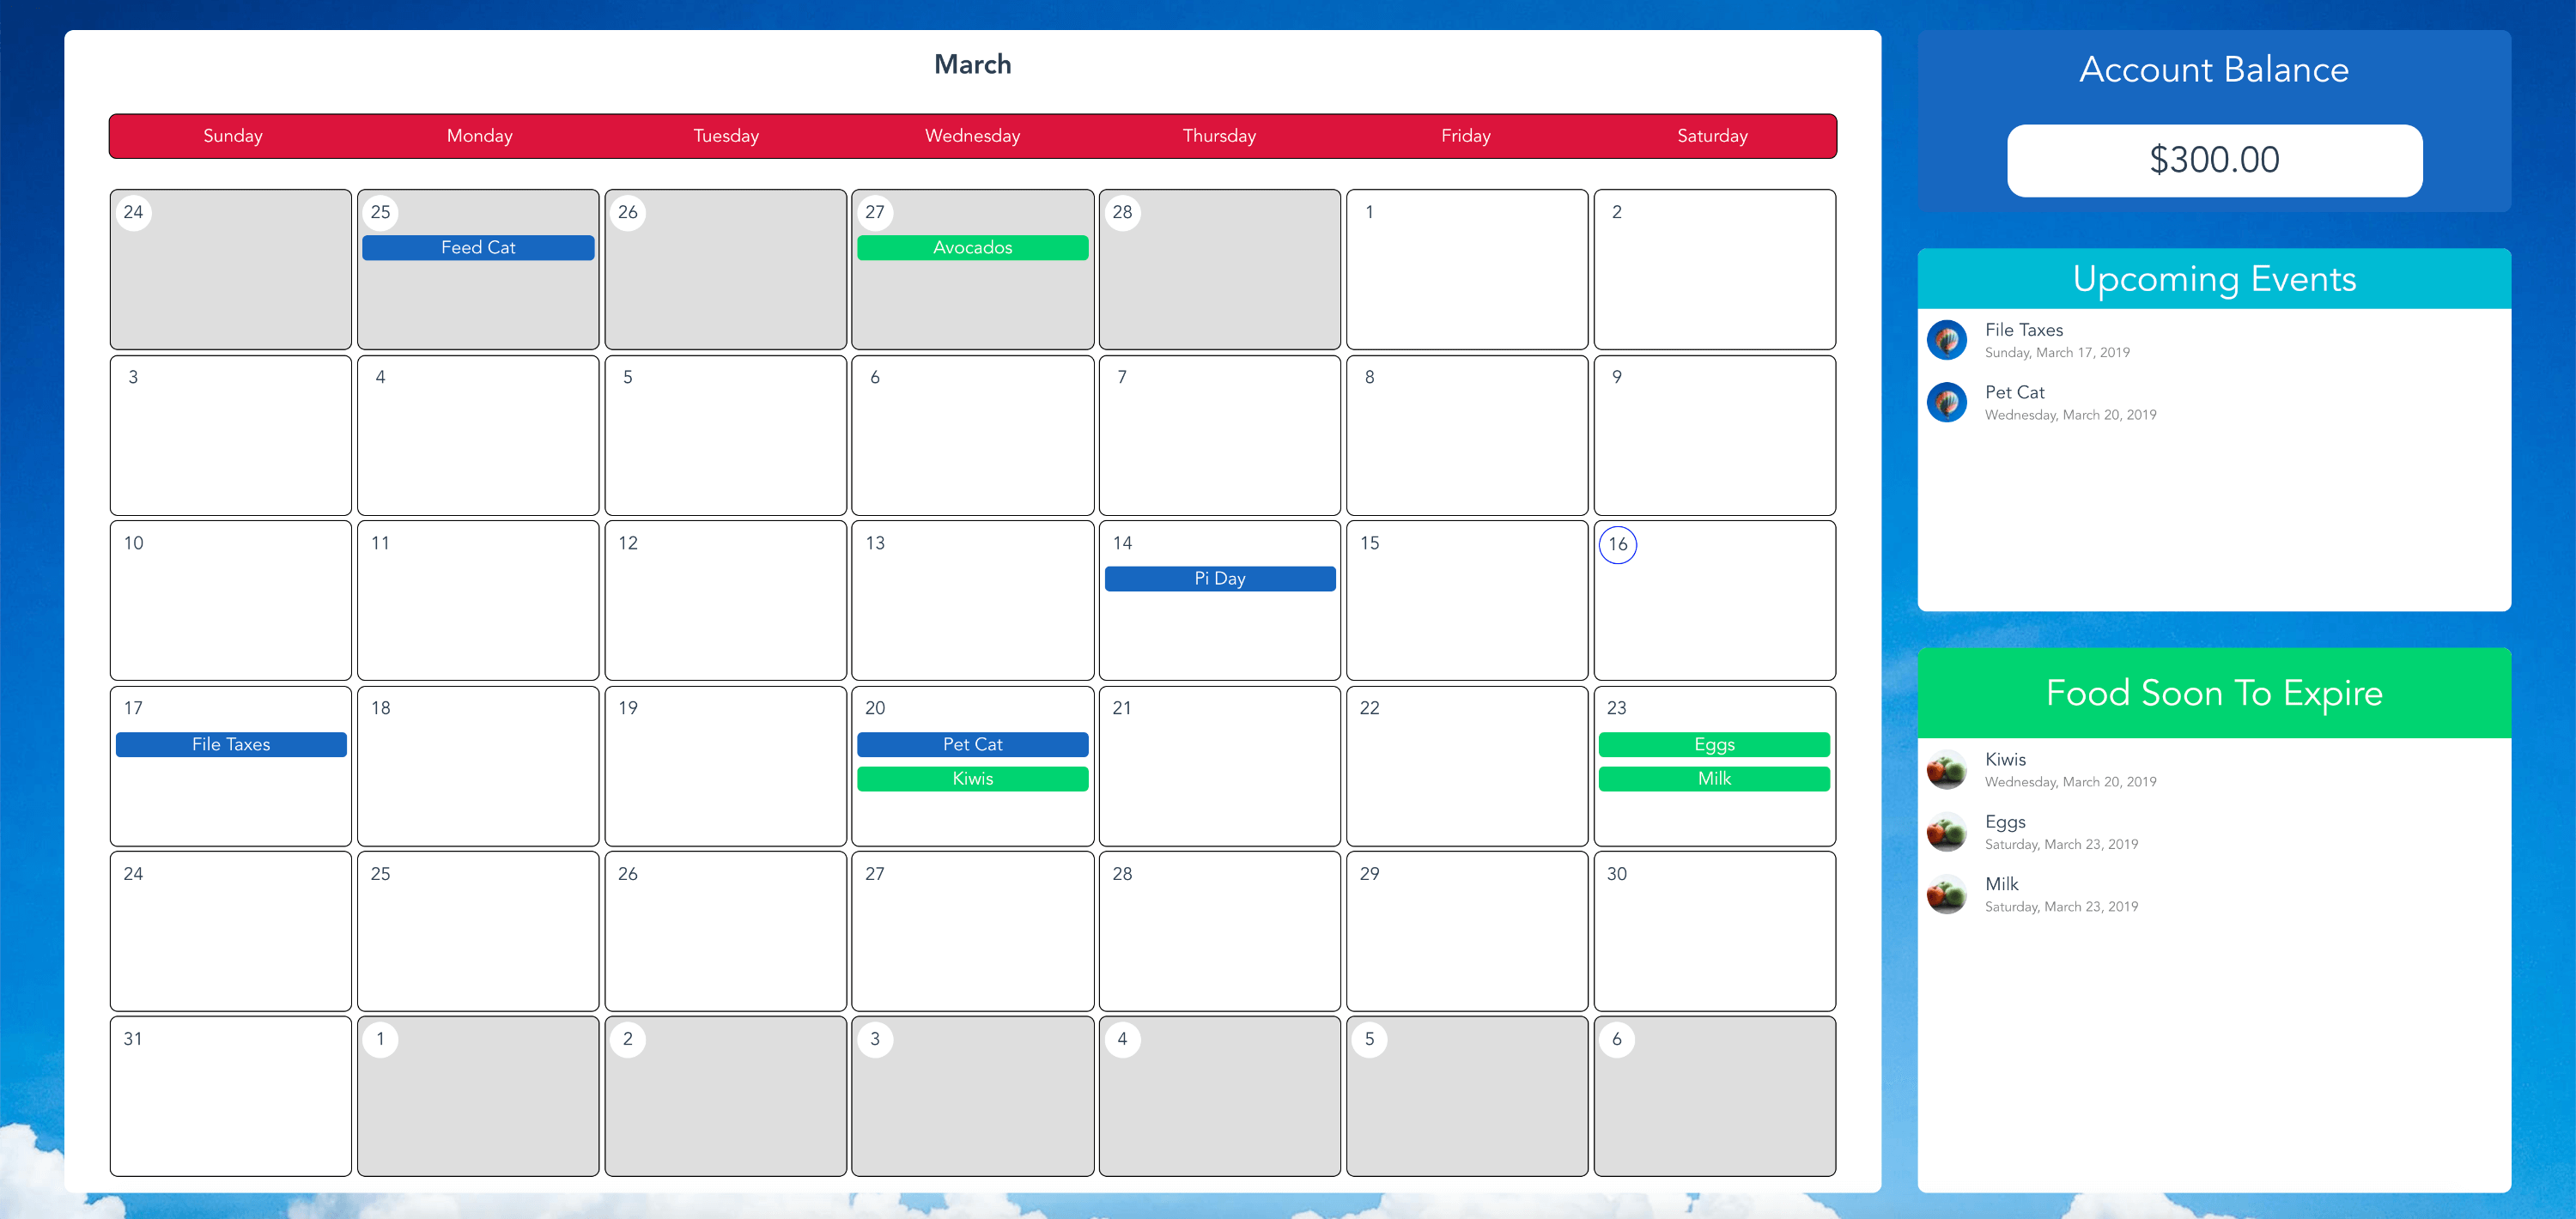 March
Sunday Monday Tuesday Wednesday Thursday Friday Saturday
24 25 26 27 28 1 2
Feed Cat Avocados
3 4 5 6 7 8 9
10 11 12 13 14 15 16
Pi Day
17 18 19 20 21 22 23
File Taxes Pet Cat Eggs
Kiwis Milk
24 25 26 27 28 29 30
31 1 2 3 4 5 6
Account Balance
$300.00
Upcoming Events
File Taxes
Sunday, March 17, 2019
Pet Cat
Wednesday, March 20, 2019
Food Soon To Expire
Kiwis
Wednesday, March 20, 2019
Eggs
Saturday, March 23, 2019
Milk
Saturday, March 23, 2019